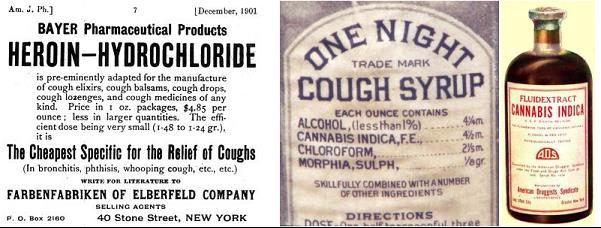 Am. J. Ph.] 7 [December, 1901
BAYER Pharmaceutical Products
HEROIN—HYDROCHLORIDE
is pre-eminently adapted for the manufacture
of cough elixirs, cough balsams, cough drops,
cough lozenges, and cough medicines of any
kind. Price in 1 oz. packages, $4.85 per
ounce; less in larger quantities. The effi-
cient dose being very small (1-48 to 1-24 gr.),
it is
The Cheapest Specific for the Relief of Coughs
(In bronchitis, phthisis, whooping cough, etc., etc.)
WRITE FOR LITERATURE TO
FARBENFABRIKEN OF ELBERFELD COMPANY
SELLING AGENTS
P. O. Box 2160 40 Stone Street, NEW YORK
ONE NIGHT
TRADE MARK
COUGH SYRUP
EACH OUNCE CONTAINS
ALCOHOL, (less than 1%)
CANNABIS INDICA, F.E.,
CHLOROFORM,
MORPHIA, SULPH,
SKILFULLY COMBINED WITH A NUMBER
OF OTHER INGREDIENTS
DIRECTIONS
FLUIDEXTRACT
CANNABIS INDICA
ADS
American Druggists Syndicate